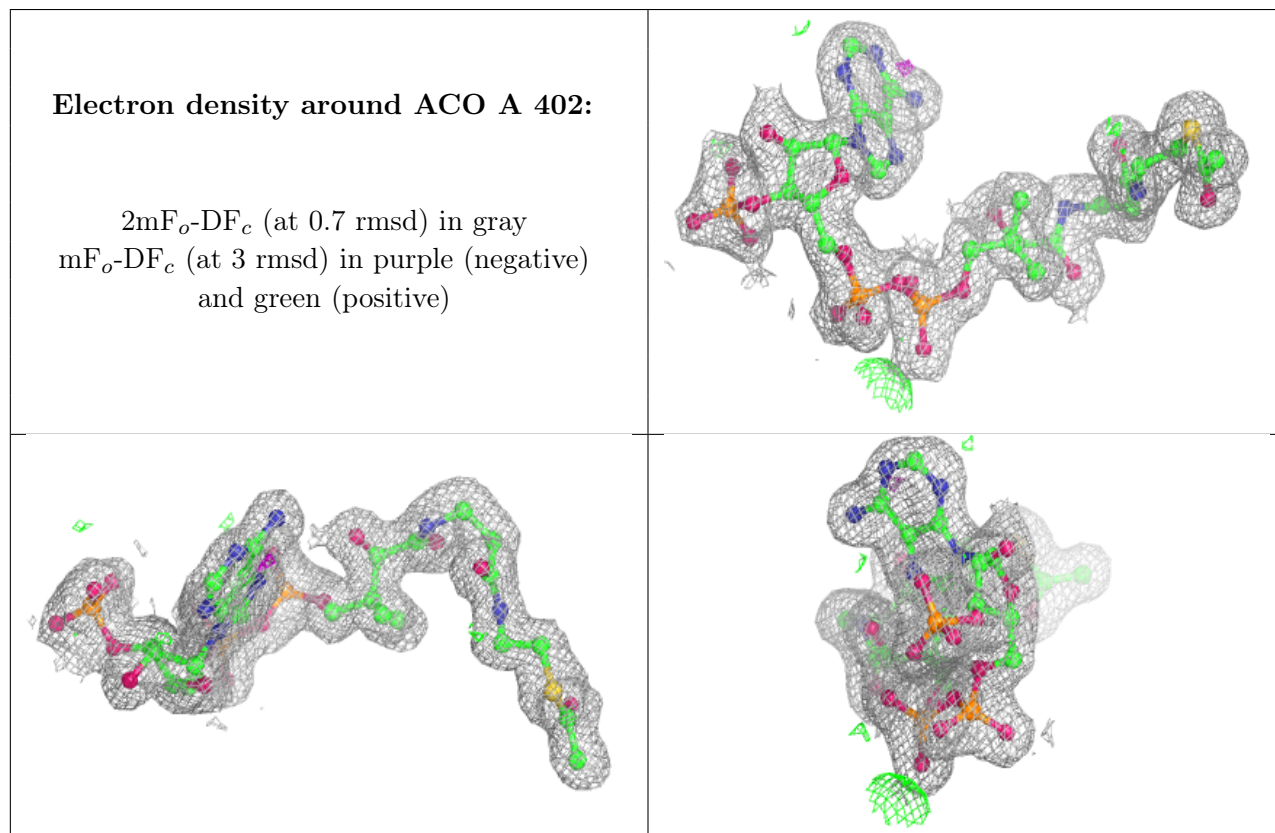 Electron density around ACO A 402:
2mFo-DFc (at 0.7 rmsd) in gray
mFo-DFc (at 3 rmsd) in purple (negative)
and green (positive)